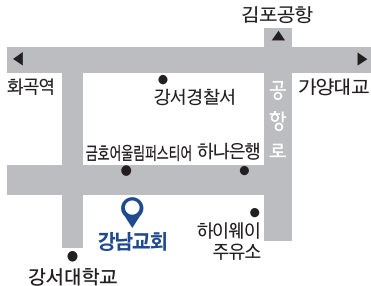 김포공항
화곡역
강서경찰서
가양대교
공항로
금호어울림퍼스티어
하나은행
강남교회
하이웨이
주유소
강서대학교